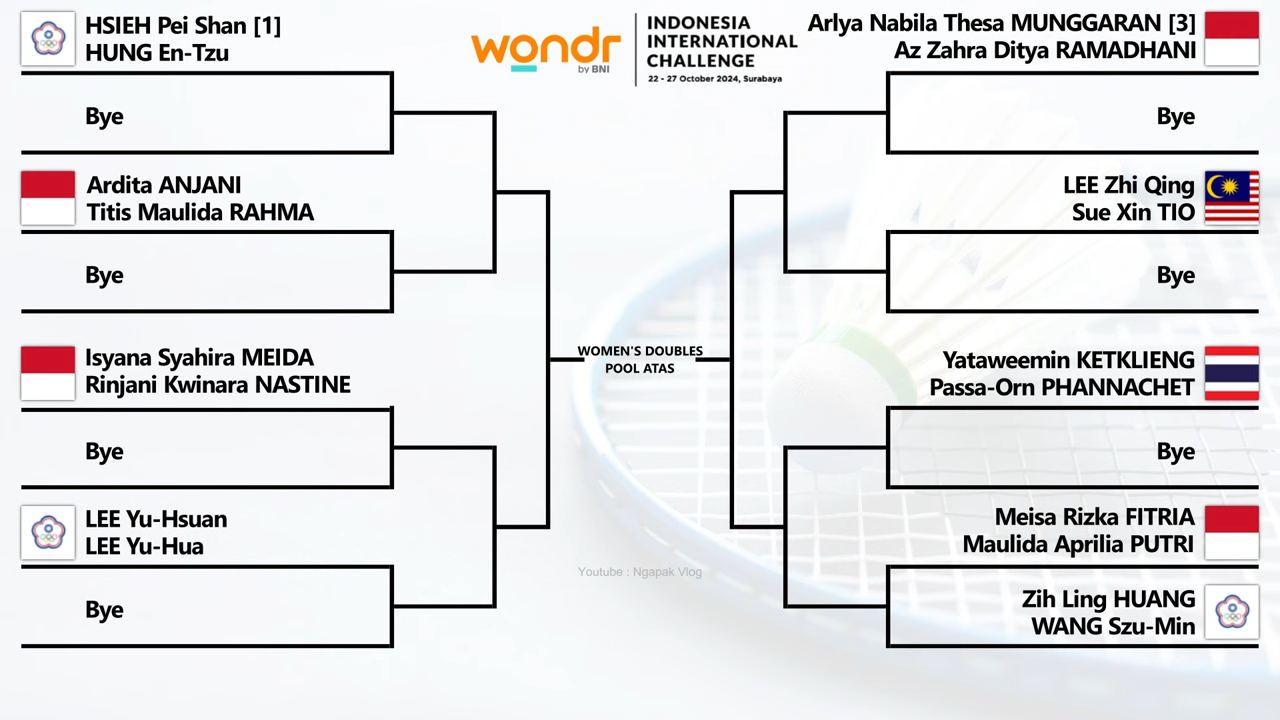 HSIEH Pei Shan [1]
HUNG En-Tzu
Bye
Ardita ANJANI
Titis Maulida RAHMA
Bye
Isyana Syahira MEIDA
Rinjani Kwinara NASTINE
Bye
LEE Yu-Hsuan
LEE Yu-Hua
Bye
wondr
by BNI
INDONESIA
INTERNATIONAL
CHALLENGE
22 - 27 October 2024, Surabaya
WOMEN'S DOUBLES
POOL ATAS
Youtube : Ngapak Vlog
Arlya Nabila Thesa MUNGGARAN [3]
Az Zahra Ditya RAMADHANI
Bye
LEE Zhi Qing
Sue Xin TIO
Bye
Yataweemin KETKLIENG
Passa-Orn PHANNACHET
Bye
Meisa Rizka FITRIA
Maulida Aprilia PUTRI
Zih Ling HUANG
WANG Szu-Min